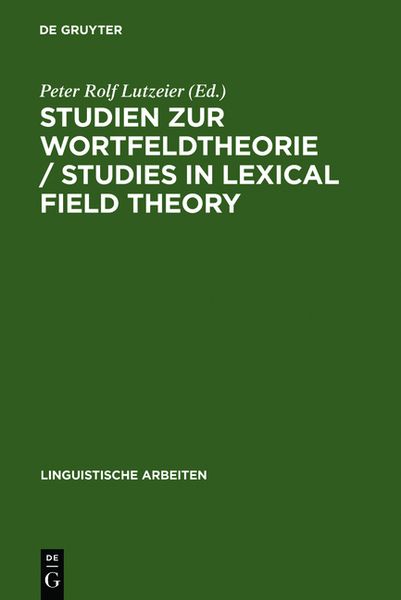 DE GRUYTER
Peter Rolf Lutzeier (Ed.)
STUDIEN ZUR
WORTFELDTHEORIE
/ STUDIES IN LEXICAL
FIELD THEORY
LINGUISTISCHE ARBEITEN
DE
G